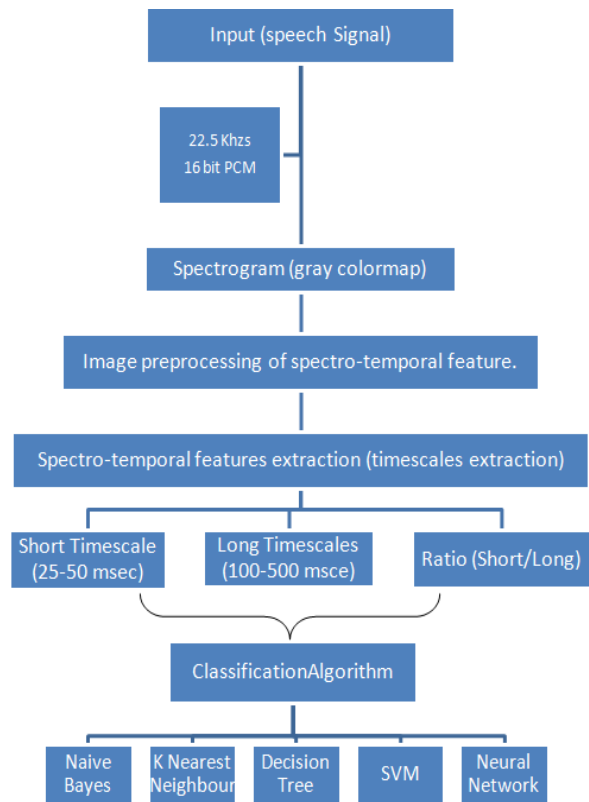 Input (speech Signal)
22.5 Khzs
16 bit PCM
Spectrogram (gray colormap)
Image preprocessing of spectro-temporal feature.
Spectro-temporal features extraction (timescales extraction)
Short Timescale
(25-50 msec)
Long Timescales
(100-500 msce)
Ratio (Short/Long)
ClassificationAlgorithm
Naive
Bayes
K Nearest
Neighbour
Decision
Tree
SVM
Neural
Network